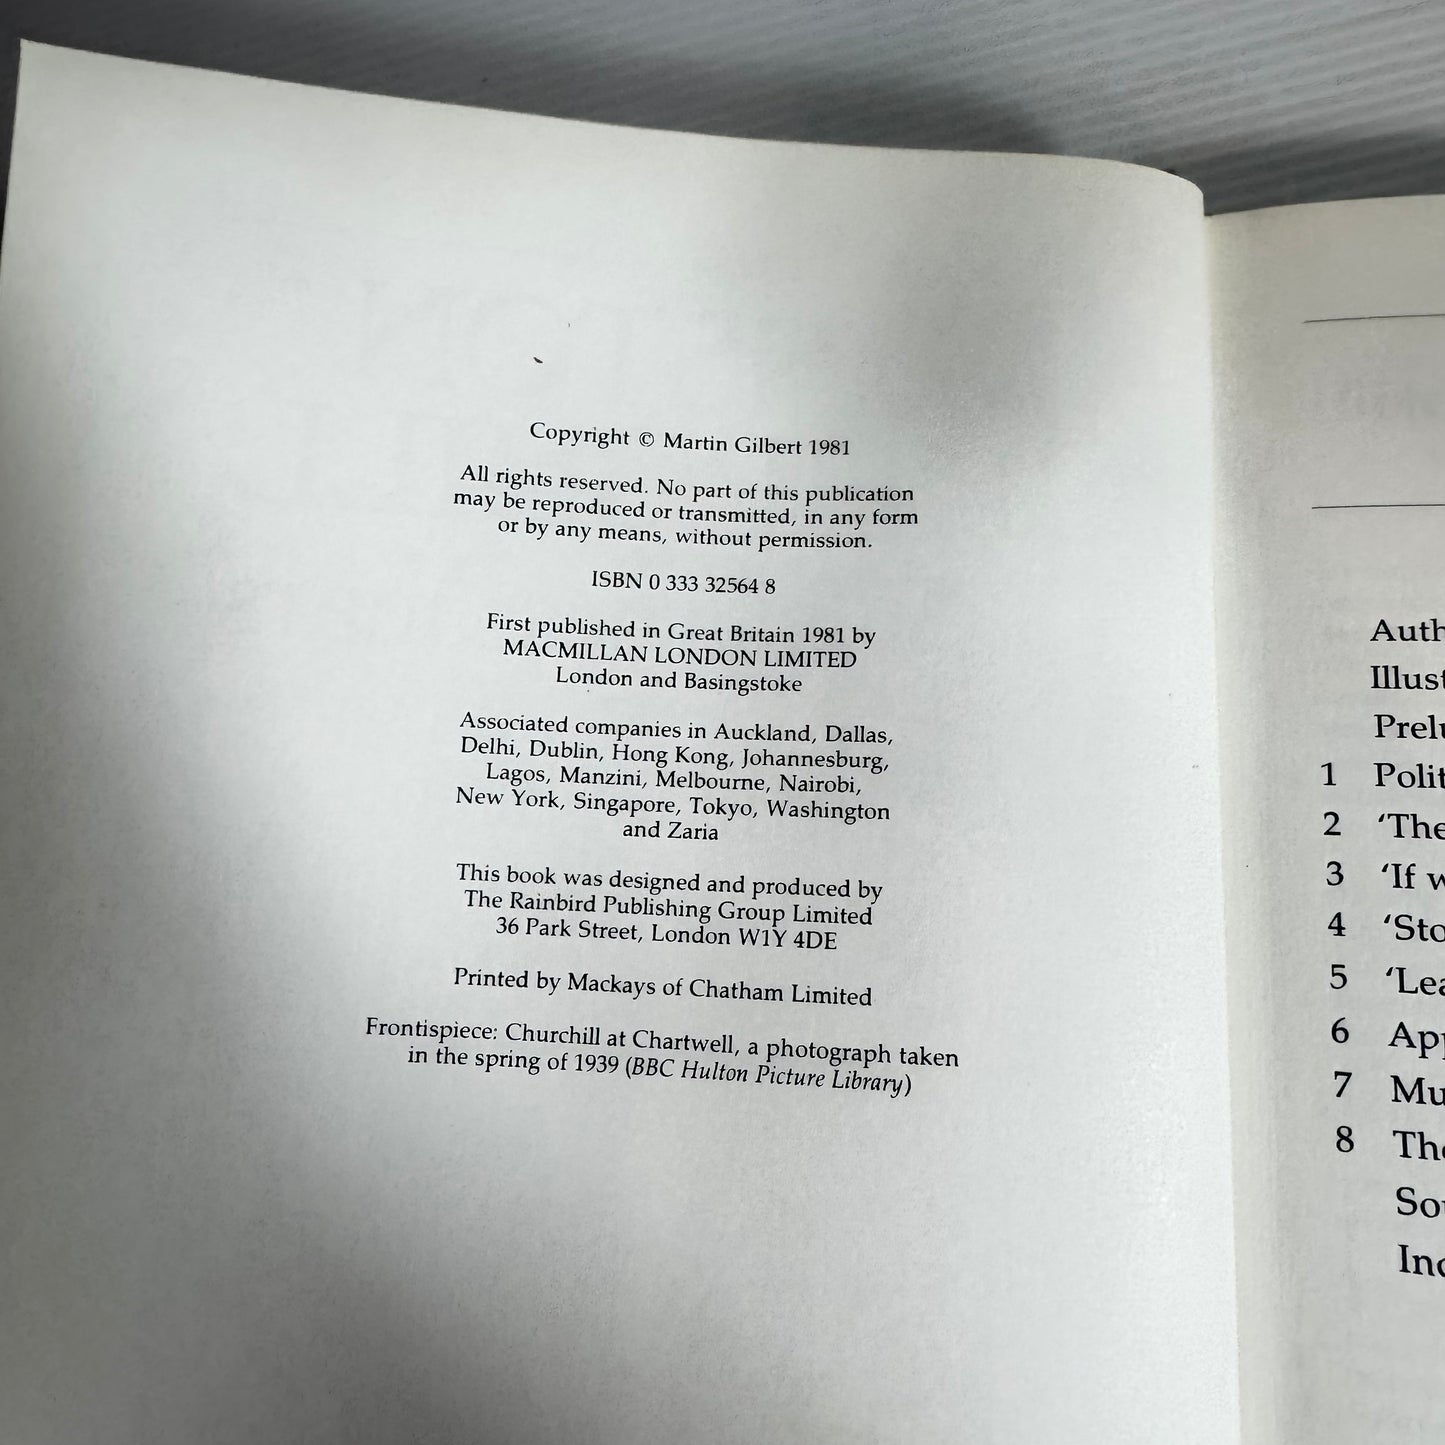 Copyright © Martin Gilbert 1981
All rights reserved. No part of this publication
may be reproduced or transmitted, in any form
or by any means, without permission.
ISBN 0 333 32564 8
First published in Great Britain 1981 by
MACMILLAN LONDON LIMITED
London and Basingstoke
Associated companies in Auckland, Dallas,
Delhi, Dublin, Hong Kong, Johannesburg,
Lagos, Manzini, Melbourne, Nairobi,
New York, Singapore, Tokyo, Washington
and Zaria
This book was designed and produced by
The Rainbird Publishing Group Limited
36 Park Street, London W1Y 4DE
Printed by Mackays of Chatham Limited
Frontispiece: Churchill at Chartwell, a photograph taken
in the spring of 1939 (BBC Hulton Picture Library)
Auth
Illust
Prelu
1 Polit
2 ‘The
3 ‘If w
4 ‘Sto
5 ‘Lea
6 App
7 Mu
8 The
Sou
Ind